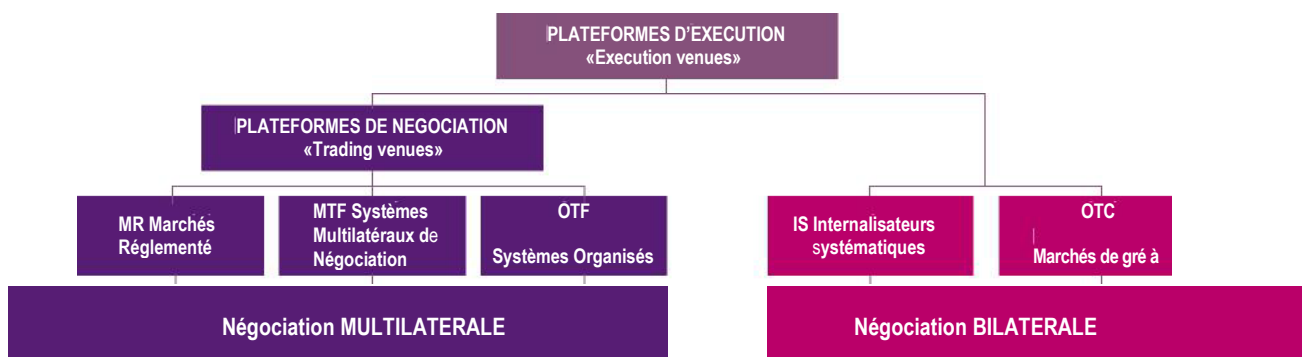 PLATEFORMES D’EXECUTION
«Execution venues»
PLATEFORMES DE NEGOCIATION
«Trading venues»
MR Marchés
Réglementé
MTF Systèmes
Multilatéraux de
Négociation
OTF
Systèmes Organisés
IS Internalisateurs
systématiques
OTC
Marchés de gré à
Négociation MULTILATERALE
Négociation BILATERALE